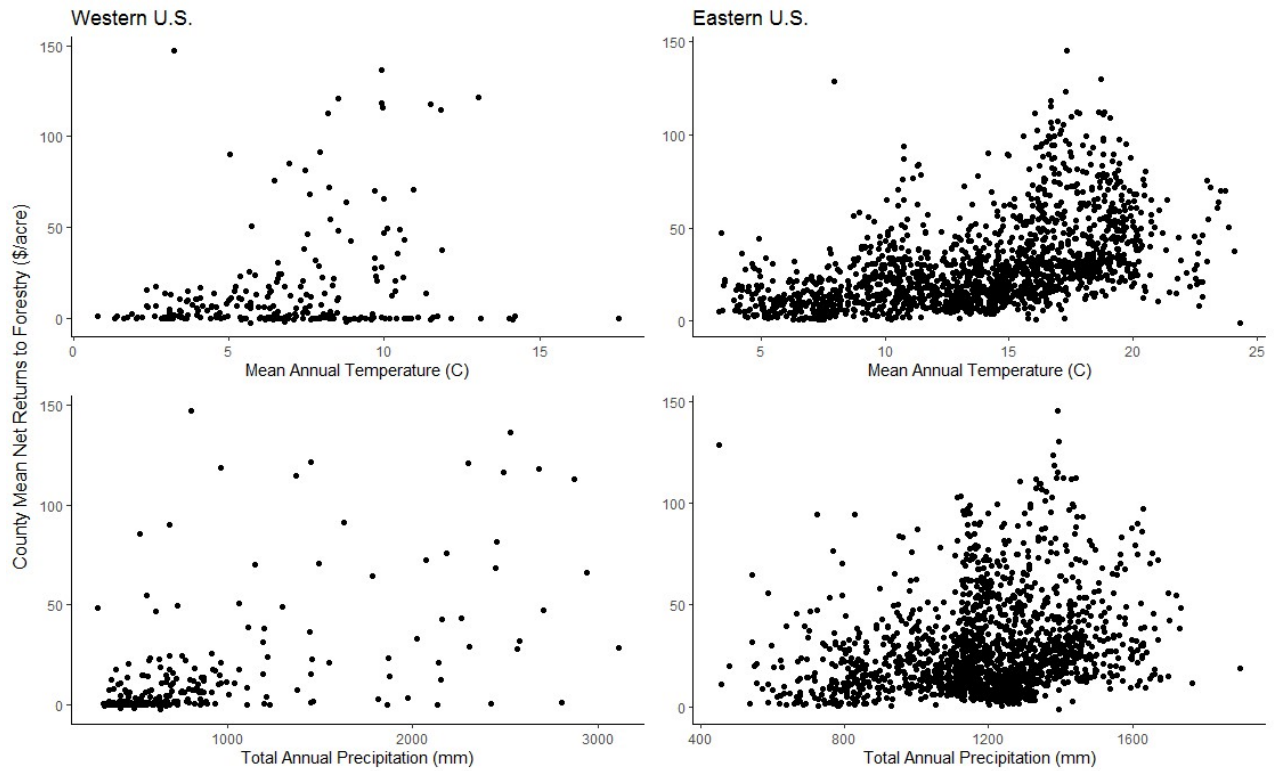 Western U.S.
Eastern U.S.
County Mean Net Returns to Forestry ($/acre)
150
100
50
0
0 5 10 15
Mean Annual Temperature (C)
150
100
50
0
5 10 15 20 25
Mean Annual Temperature (C)
150
100
50
0
1000 2000 3000
Total Annual Precipitation (mm)
150
100
50
0
400 800 1200 1600
Total Annual Precipitation (mm)